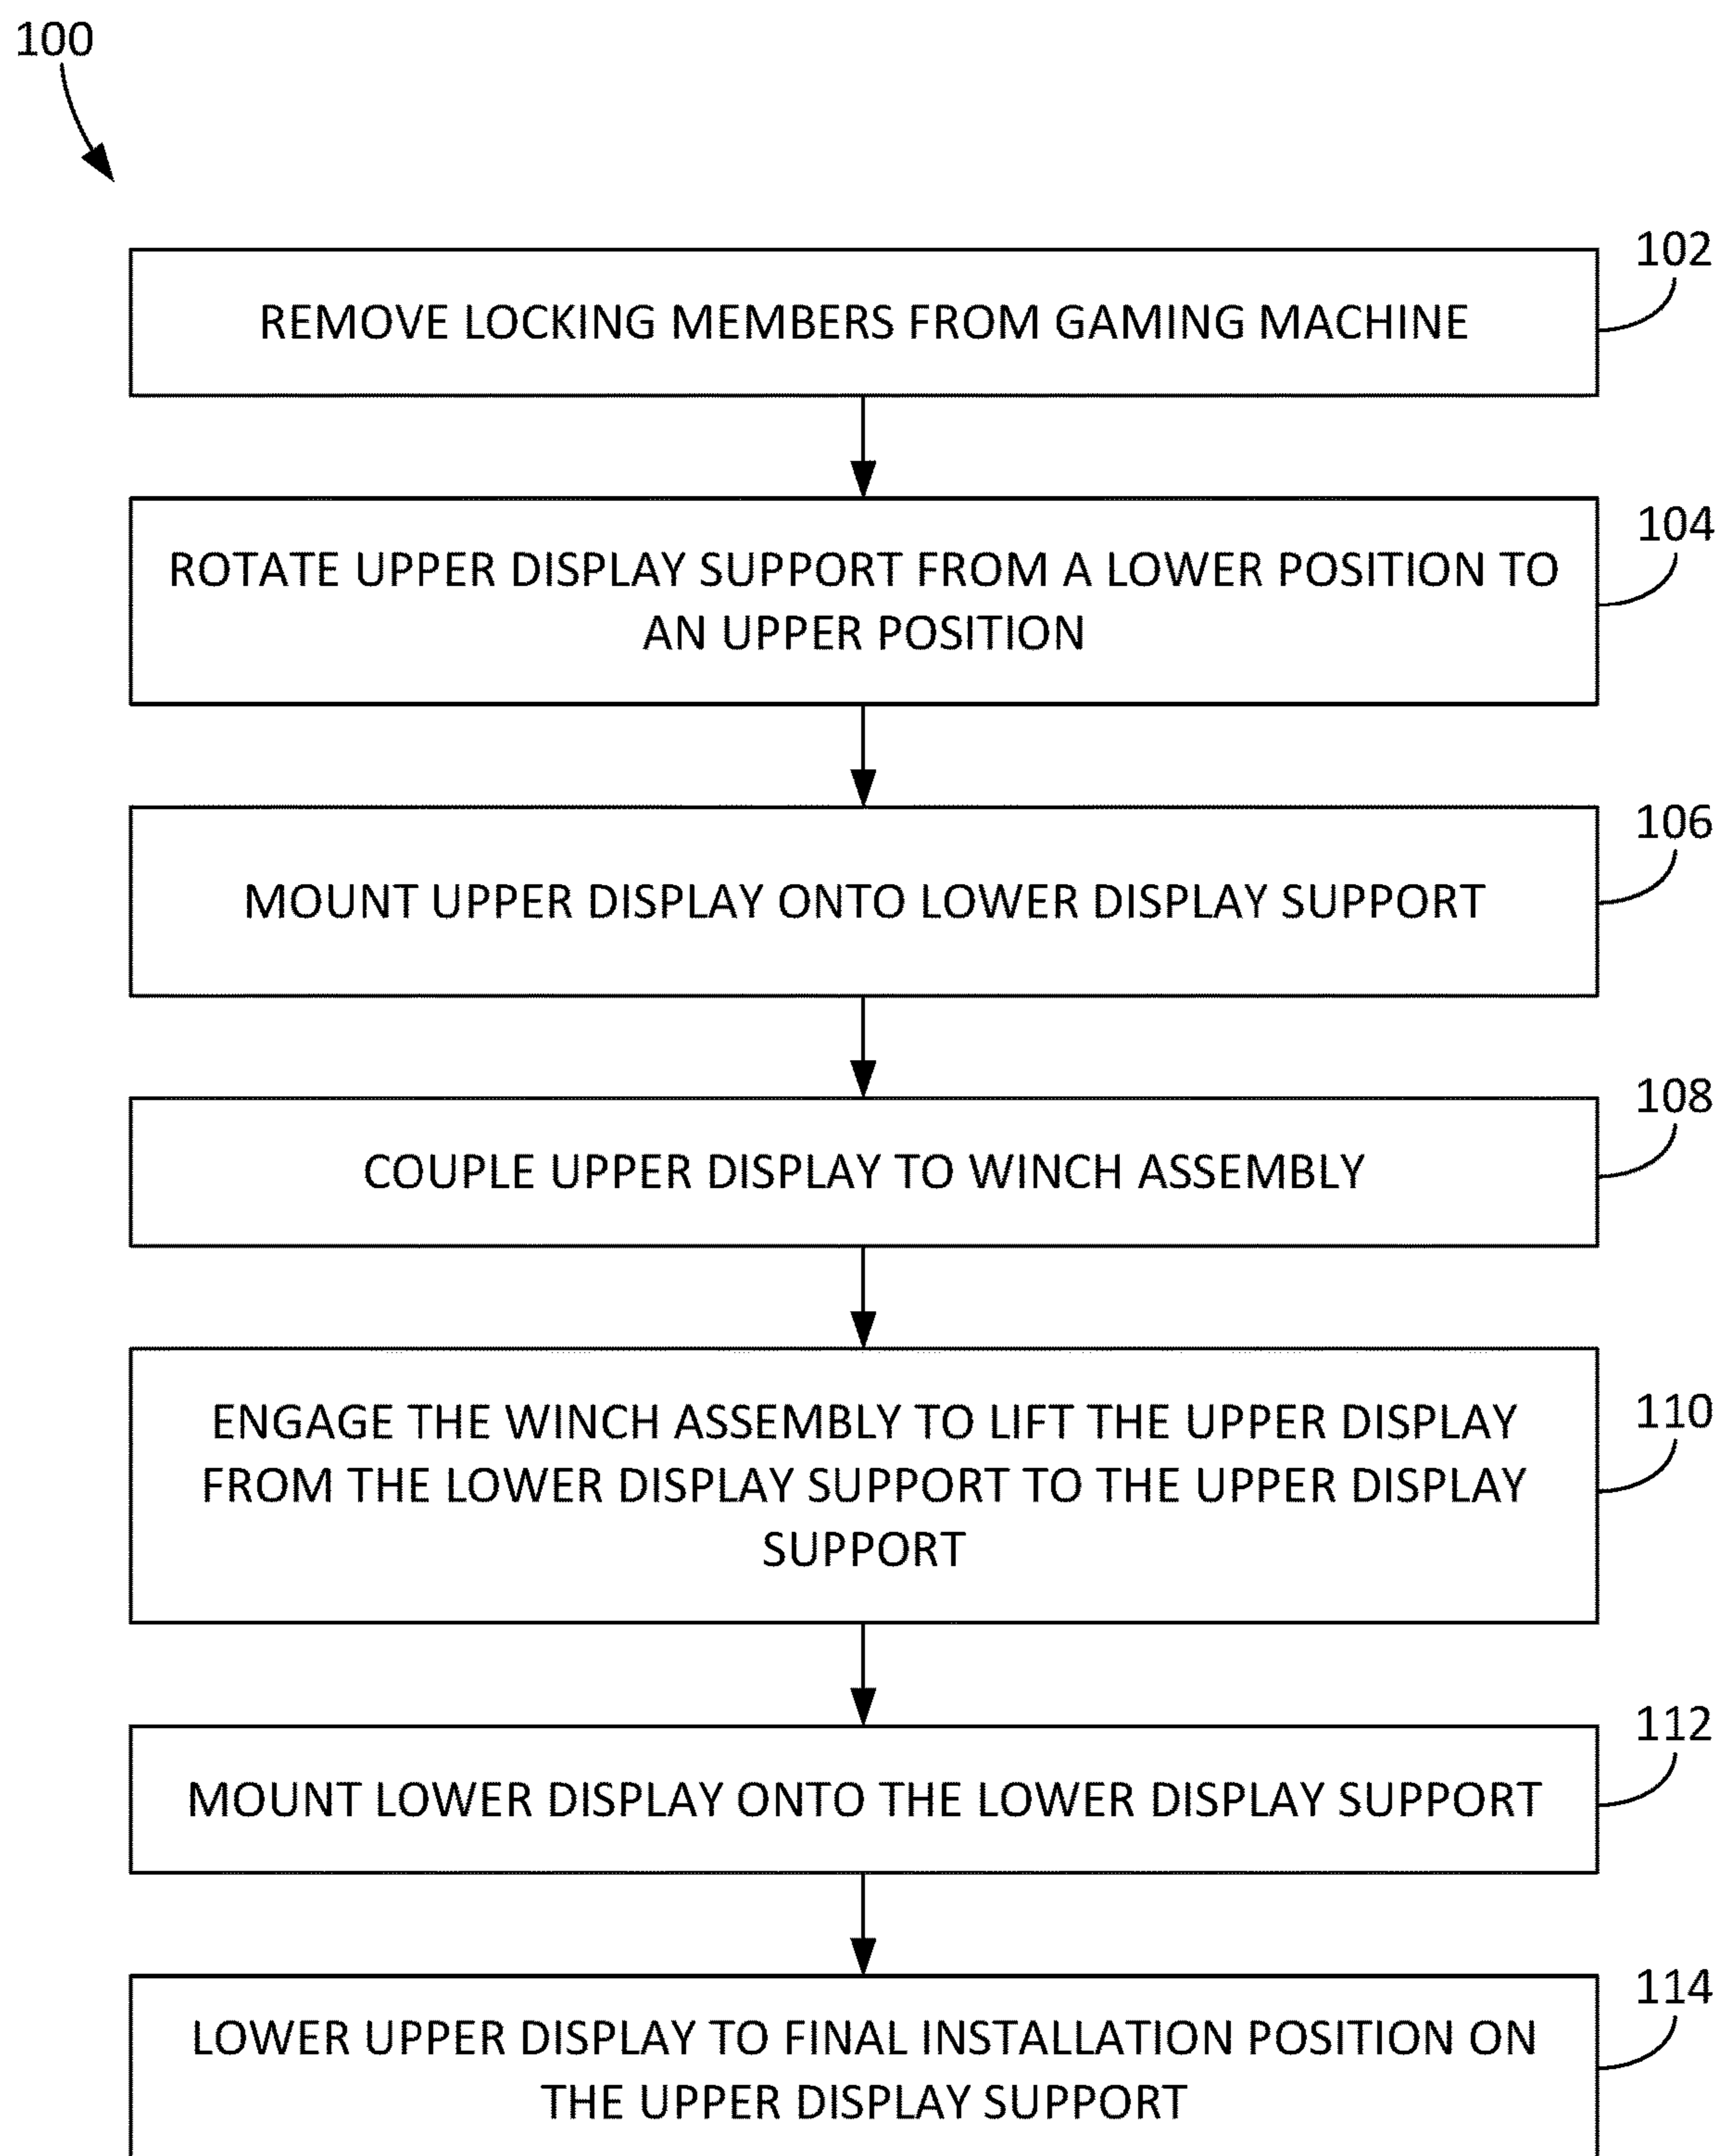 100
102
REMOVE LOCKING MEMBERS FROM GAMING MACHINE
104
ROTATE UPPER DISPLAY SUPPORT FROM A LOWER POSITION TO
AN UPPER POSITION
106
MOUNT UPPER DISPLAY ONTO LOWER DISPLAY SUPPORT
108
COUPLE UPPER DISPLAY TO WINCH ASSEMBLY
110
ENGAGE THE WINCH ASSEMBLY TO LIFT THE UPPER DISPLAY
FROM THE LOWER DISPLAY SUPPORT TO THE UPPER DISPLAY
SUPPORT
112
MOUNT LOWER DISPLAY ONTO THE LOWER DISPLAY SUPPORT
114
LOWER UPPER DISPLAY TO FINAL INSTALLATION POSITION ON
THE UPPER DISPLAY SUPPORT